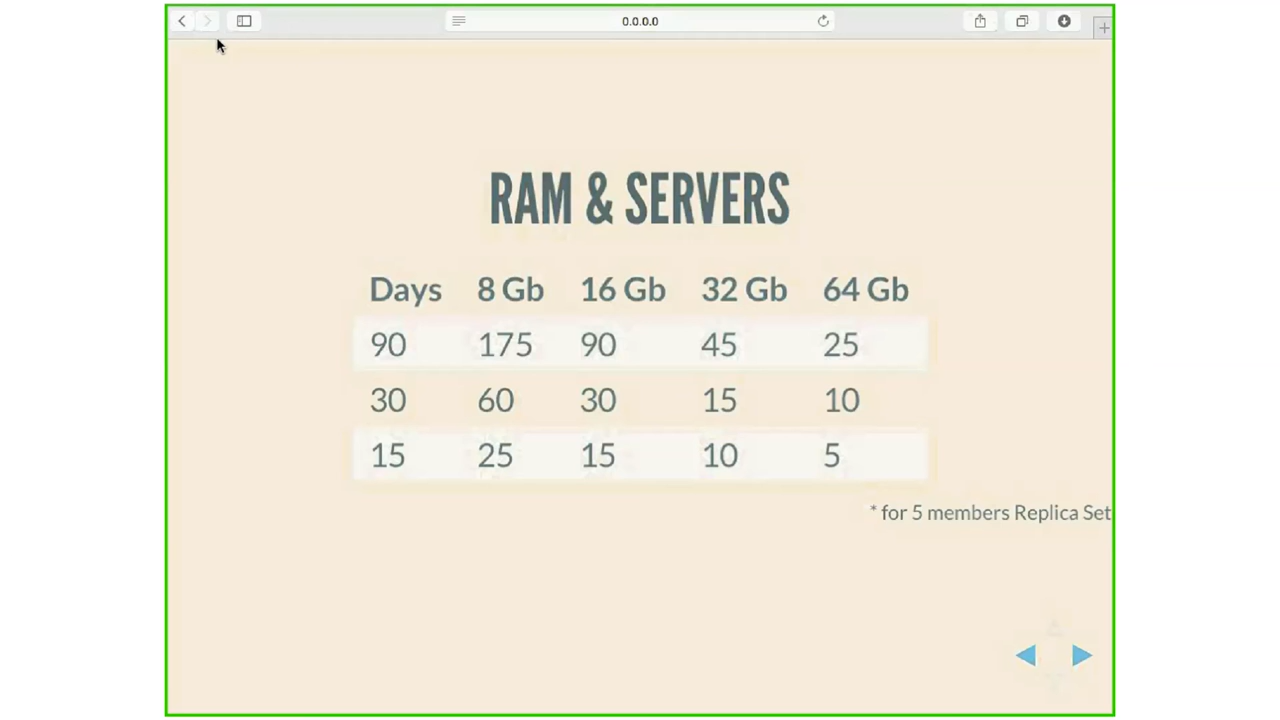 0.0.0.0
RAM & SERVERS
Days 8 Gb 16 Gb 32 Gb 64 Gb
90 175 90 45 25
30 60 30 15 10
15 25 15 10 5
* for 5 members Replica Set